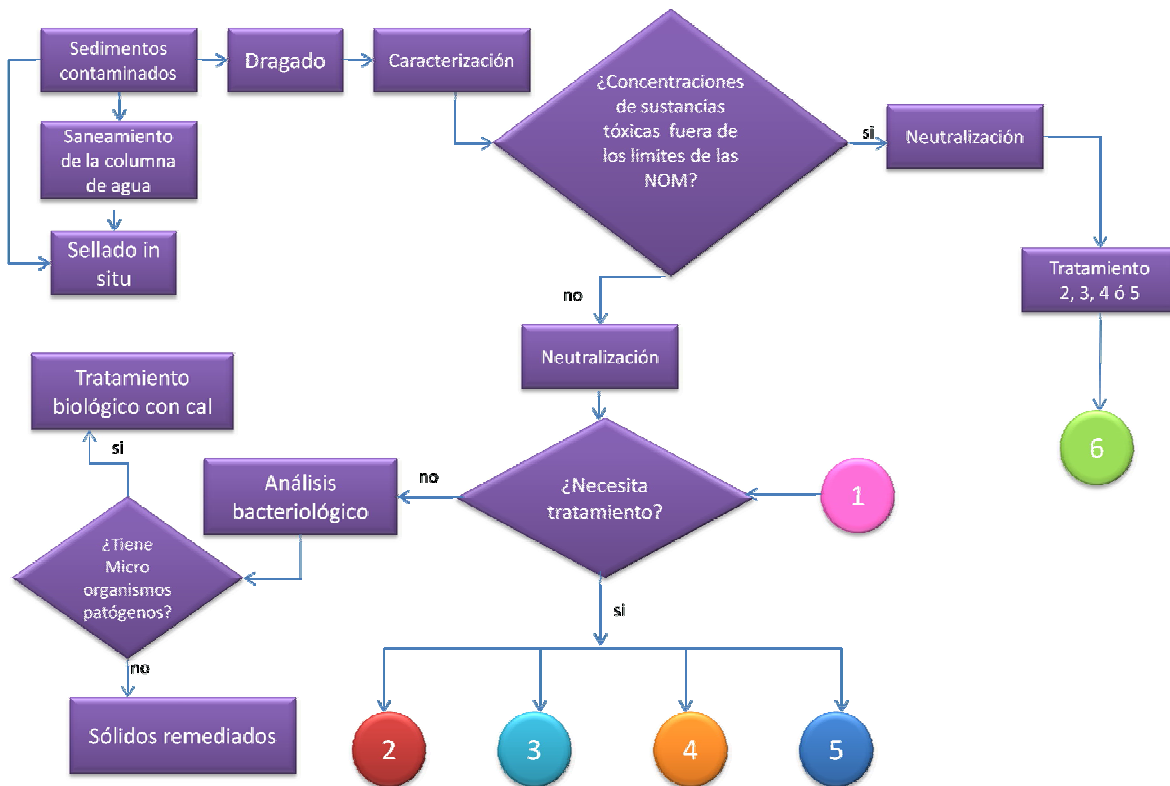 Sedimentos
contaminados
Dragado
Caracterización
¿Concentraciones
de sustancias
tóxicas fuera de
los limites de las
NOM?
si
Neutralización
Saneamiento
de la columna
de agua
Sellado in
situ
Tratamiento
2, 3, 4 ó 5
no
Neutralización
6
Tratamiento
biológico con cal
si
Análisis
bacteriológico
no
¿Necesita
tratamiento?
1
¿Tiene
Micro
organismos
patógenos?
si
no
Sólidos remediados
2
3
4
5